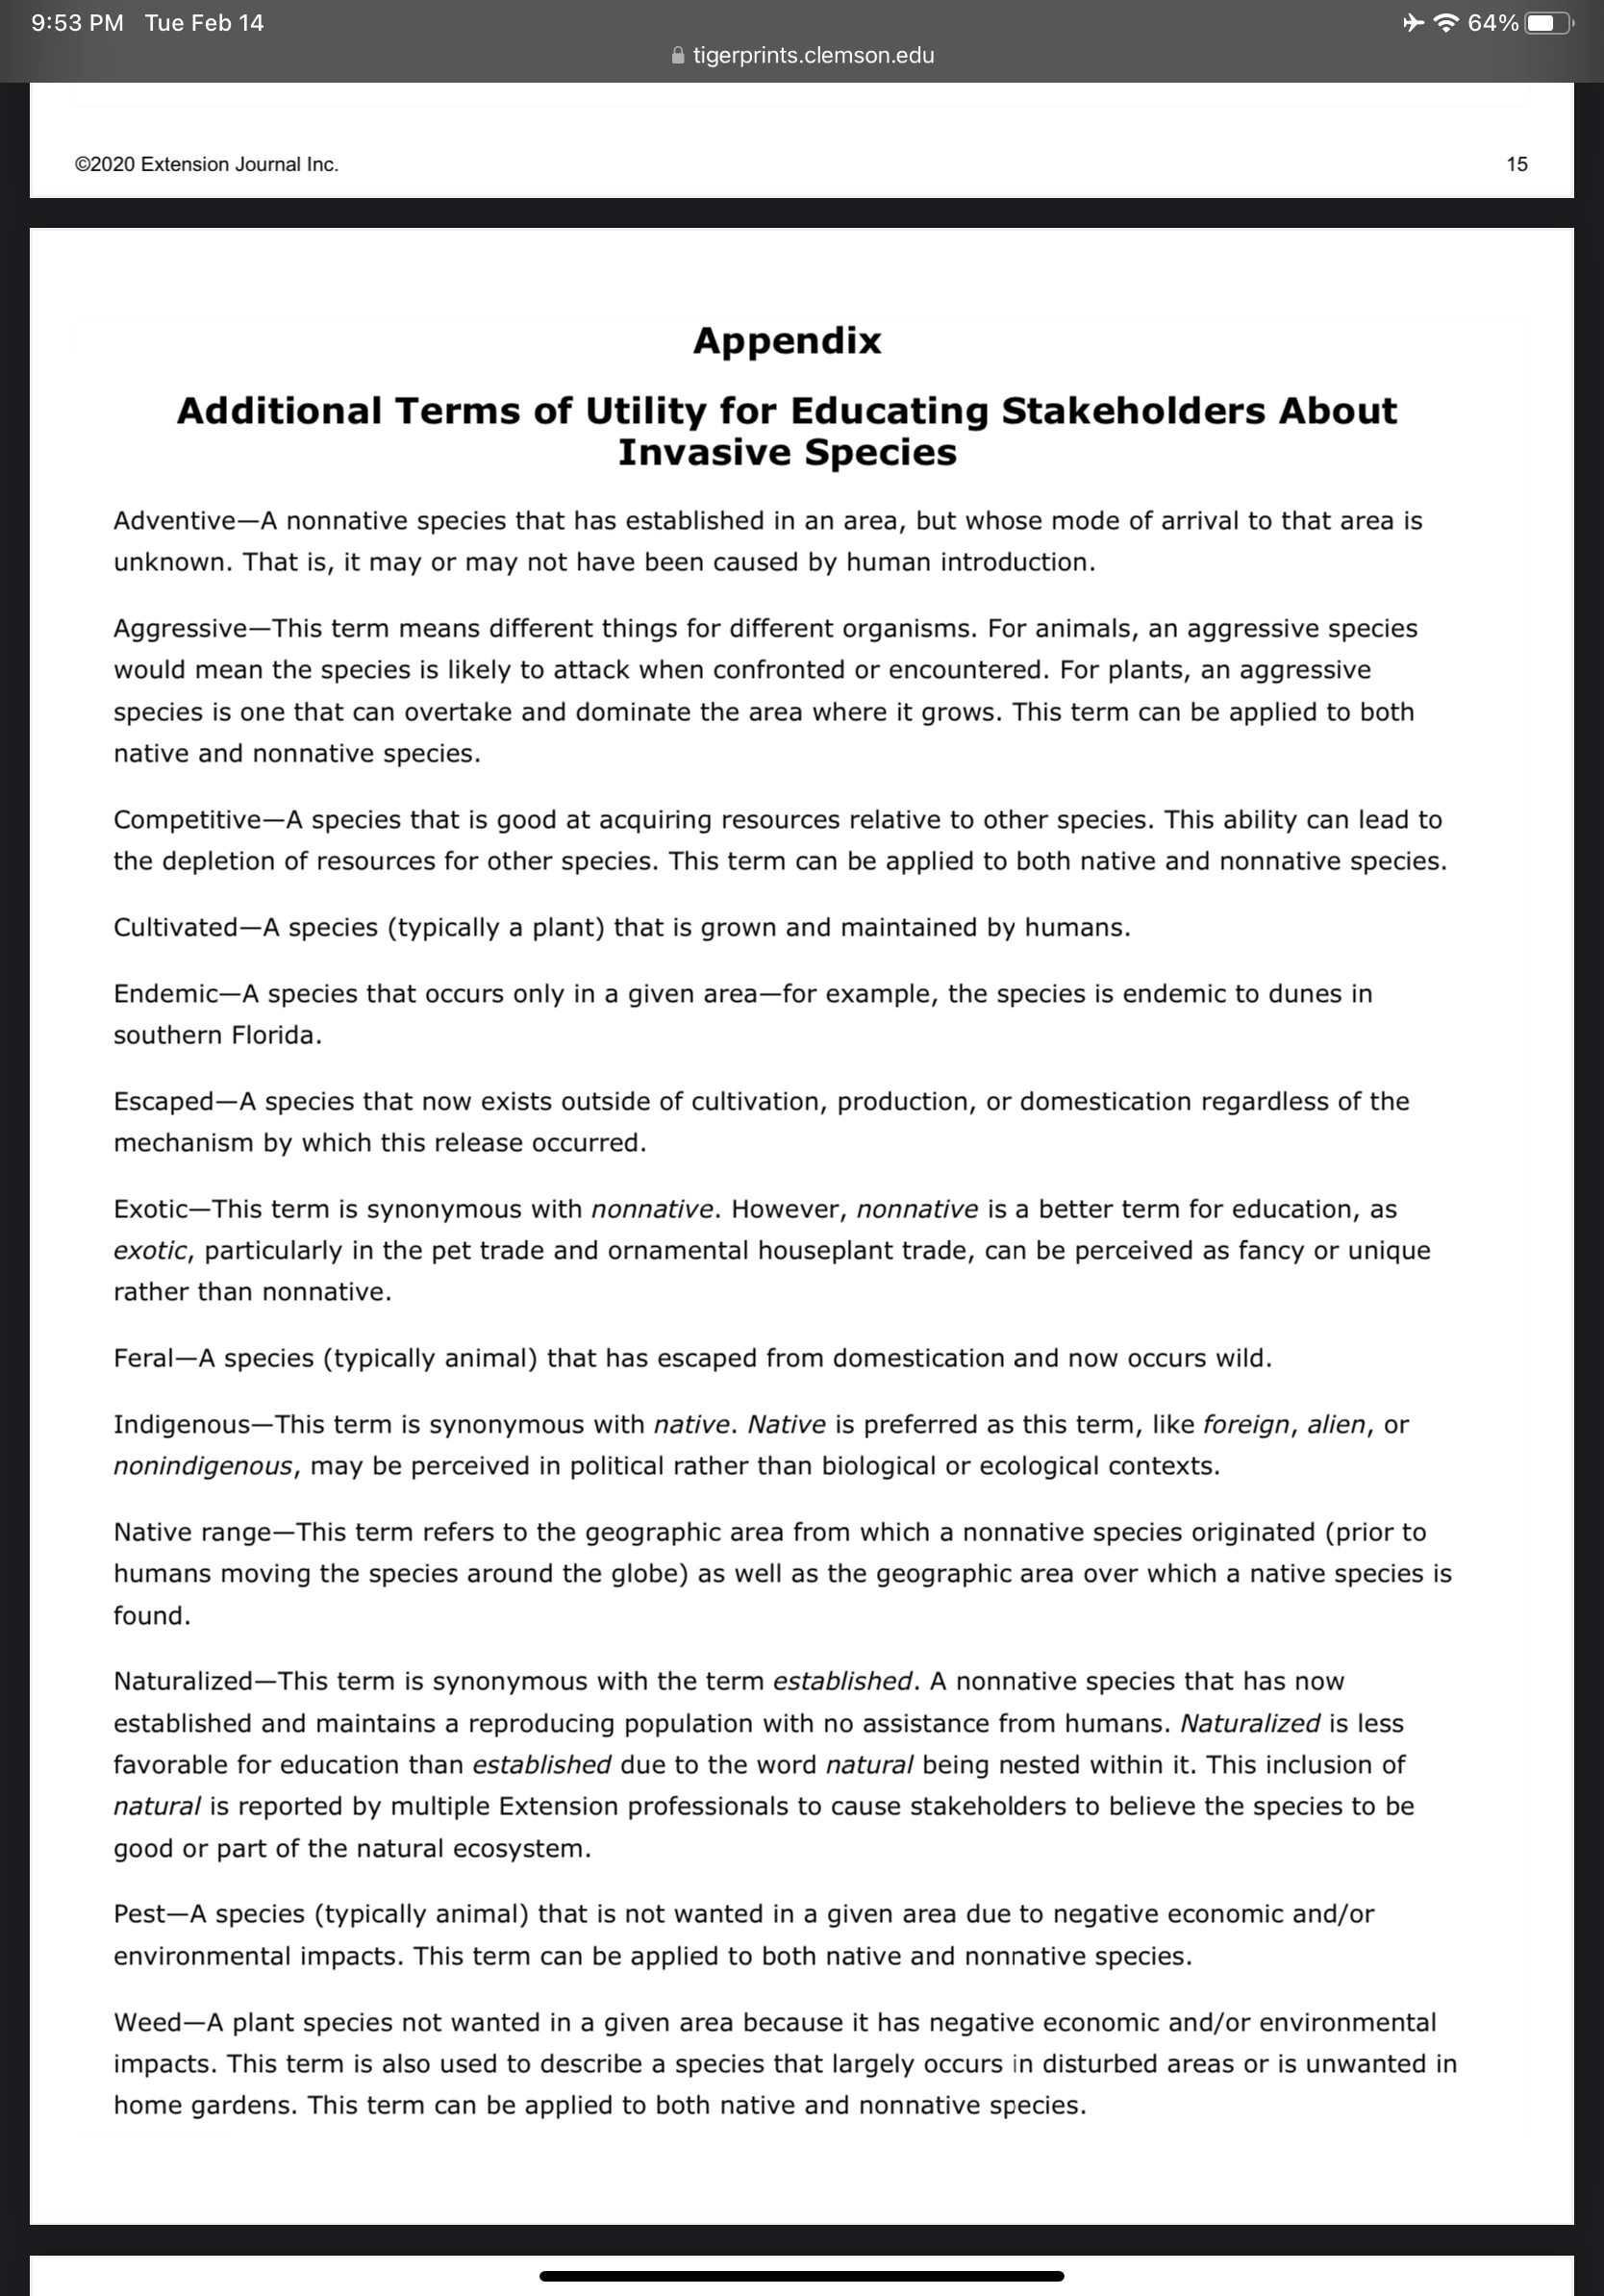 9:53 PM Tue Feb 14
64%
tigerprints.clemson.edu
©2020 Extension Journal Inc.
15
Appendix
Additional Terms of Utility for Educating Stakeholders About
Invasive Species
Adventive—A nonnative species that has established in an area, but whose mode of arrival to that area is
unknown. That is, it may or may not have been caused by human introduction.
Aggressive—This term means different things for different organisms. For animals, an aggressive species
would mean the species is likely to attack when confronted or encountered. For plants, an aggressive
species is one that can overtake and dominate the area where it grows. This term can be applied to both
native and nonnative species.
Competitive—A species that is good at acquiring resources relative to other species. This ability can lead to
the depletion of resources for other species. This term can be applied to both native and nonnative species.
Cultivated—A species (typically a plant) that is grown and maintained by humans.
Endemic—A species that occurs only in a given area—for example, the species is endemic to dunes in
southern Florida.
Escaped—A species that now exists outside of cultivation, production, or domestication regardless of the
mechanism by which this release occurred.
Exotic—This term is synonymous with nonnative. However, nonnative is a better term for education, as
exotic, particularly in the pet trade and ornamental houseplant trade, can be perceived as fancy or unique
rather than nonnative.
Feral—A species (typically animal) that has escaped from domestication and now occurs wild.
Indigenous—This term is synonymous with native. Native is preferred as this term, like foreign, alien, or
nonindigenous, may be perceived in political rather than biological or ecological contexts.
Native range—This term refers to the geographic area from which a nonnative species originated (prior to
humans moving the species around the globe) as well as the geographic area over which a native species is
found.
Naturalized—This term is synonymous with the term established. A nonnative species that has now
established and maintains a reproducing population with no assistance from humans. Naturalized is less
favorable for education than established due to the word natural being nested within it. This inclusion of
natural is reported by multiple Extension professionals to cause stakeholders to believe the species to be
good or part of the natural ecosystem.
Pest—A species (typically animal) that is not wanted in a given area due to negative economic and/or
environmental impacts. This term can be applied to both native and nonnative species.
Weed—A plant species not wanted in a given area because it has negative economic and/or environmental
impacts. This term is also used to describe a species that largely occurs in disturbed areas or is unwanted in
home gardens. This term can be applied to both native and nonnative species.